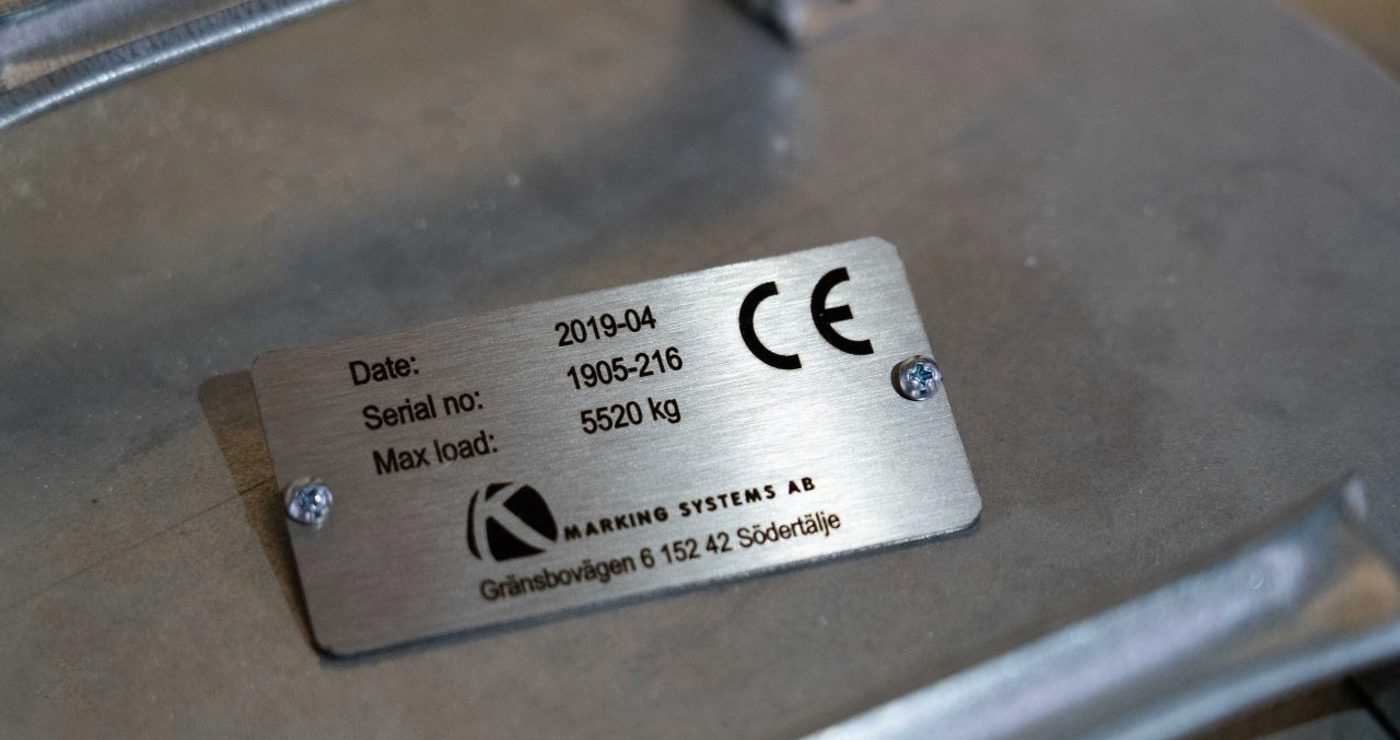 Date: 2019-04
Serial no: 1905-216
Max load: 5520 kg
CE
K MARKING SYSTEMS AB
Gränsbovägen 6 152 42 Södertälje